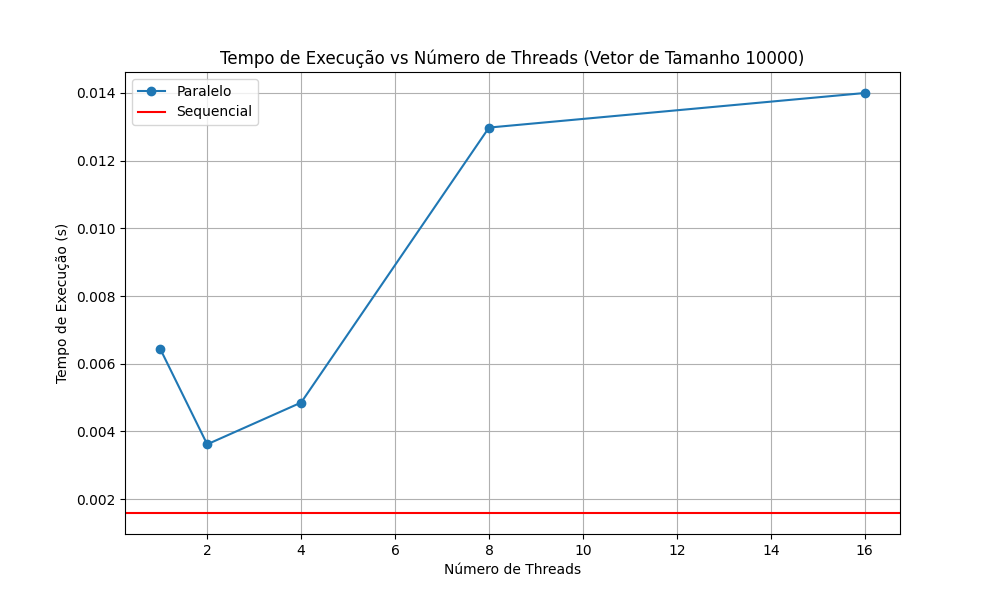 Tempo de Execução vs Número de Threads (Vetor de Tamanho 10000)
Paralelo
Sequencial
0.014
0.012
0.010
0.008
0.006
0.004
0.002
Tempo de Execução (s)
2 4 6 8 10 12 14 16
Número de Threads